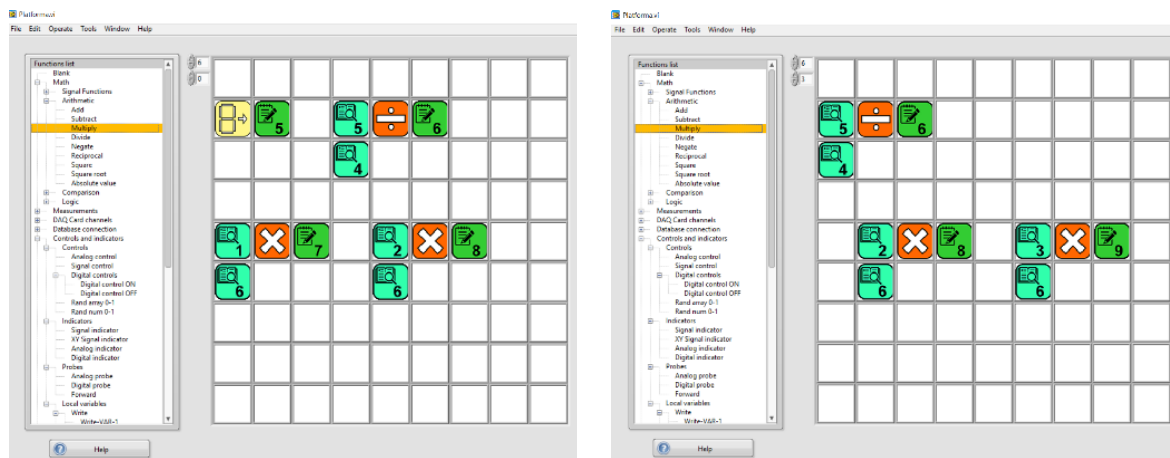 Platforma.vi
File Edit Operate Tools Window Help
Functions list
Blank
Math
Signal Functions
Arithmetic
Add
Subtract
Multiply
Divide
Negate
Reciprocal
Square
Square root
Absolute value
Comparison
Logic
Measurements
DAQ Card channels
Database connection
Controls and indicators
Controls
Analog control
Signal control
Digital controls
Digital control ON
Digital control OFF
Rand array 0-1
Rand num 0-1
Indicators
Signal indicator
XY Signal indicator
Analog indicator
Digital indicator
Probes
Analog probe
Digital probe
Forward
Local variables
Write
Write-VAR-1
Help
6
0
5 5 6
4
1 7 2 8
6 6
Platforma.vi
File Edit Operate Tools Window Help
Functions list
Blank
Math
Signal Functions
Arithmetic
Add
Subtract
Multiply
Divide
Negate
Reciprocal
Square
Square root
Absolute value
Comparison
Logic
Measurements
DAQ Card channels
Database connection
Controls and indicators
Controls
Analog control
Signal control
Digital controls
Digital control ON
Digital control OFF
Rand array 0-1
Rand num 0-1
Indicators
Signal indicator
XY Signal indicator
Analog indicator
Digital indicator
Probes
Analog probe
Digital probe
Forward
Local variables
Write
Write-VAR-1
Help
6
1
5 6
4
2 8 3 9
6 6